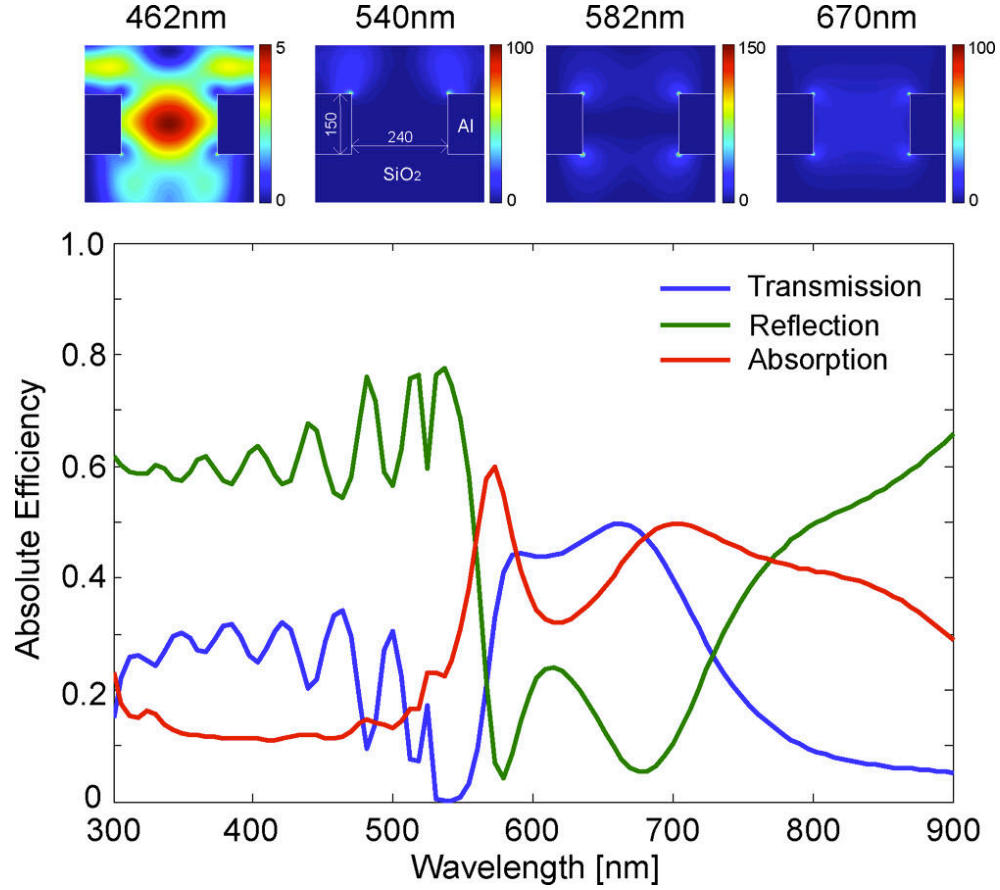 462nm 540nm 582nm 670nm
5 100 150 100
150
240
Al
SiO2
0 0 0 0
1.0
0.8
0.6
0.4
0.2
0
Absolute Efficiency
Transmission
Reflection
Absorption
300 400 500 600 700 800 900
Wavelength [nm]